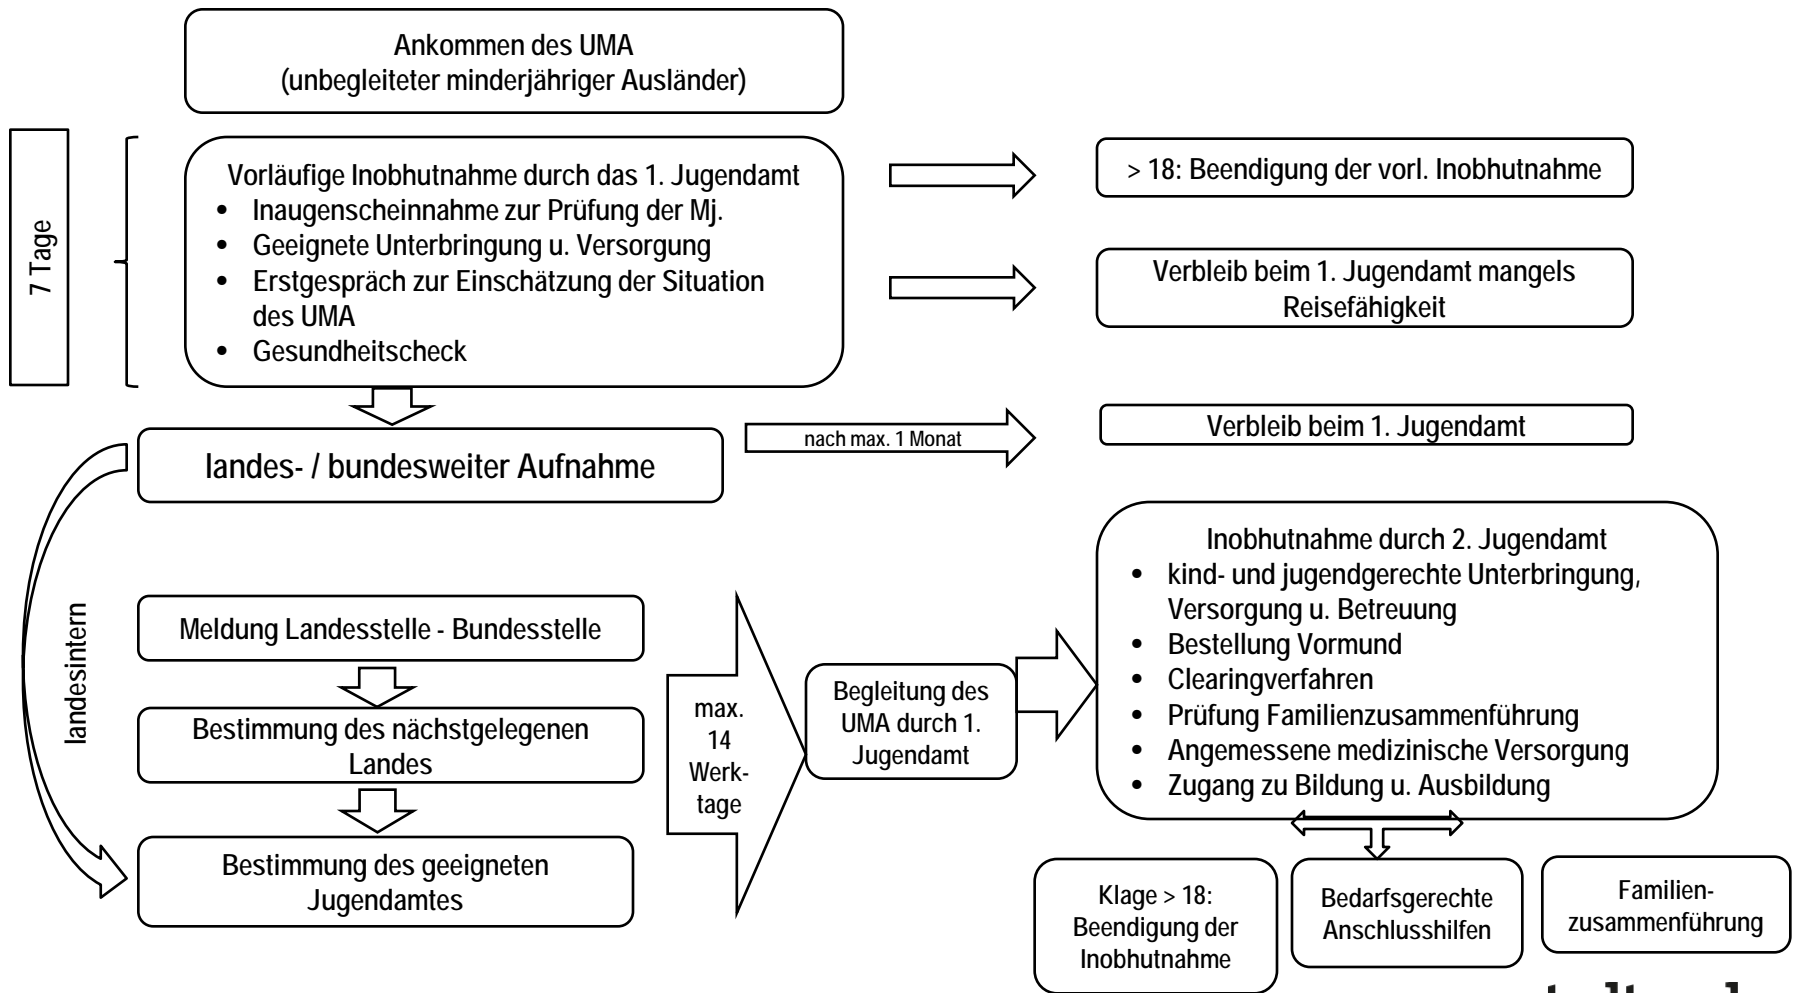 Ankommen des UMA
(unbegleiteter minderjähriger Ausländer)
7 Tage
Vorläufige Inobhutnahme durch das 1. Jugendamt
• Inaugenscheinnahme zur Prüfung der Mj.
• Geeignete Unterbringung u. Versorgung
• Erstgespräch zur Einschätzung der Situation
des UMA
• Gesundheitscheck
> 18: Beendigung der vorl. Inobhutnahme
Verbleib beim 1. Jugendamt mangels
Reisefähigkeit
landes- / bundesweiter Aufnahme
nach max. 1 Monat
Verbleib beim 1. Jugendamt
landesintern
Meldung Landesstelle - Bundesstelle
Bestimmung des nächstgelegenen
Landes
Bestimmung des geeigneten
Jugendamtes
max.
14
Werk-
tage
Begleitung des
UMA durch 1.
Jugendamt
Inobhutnahme durch 2. Jugendamt
• kind- und jugendgerechte Unterbringung,
Versorgung u. Betreuung
• Bestellung Vormund
• Clearingverfahren
• Prüfung Familienzusammenführung
• Angemessene medizinische Versorgung
• Zugang zu Bildung u. Ausbildung
Klage > 18:
Beendigung der
Inobhutnahme
Bedarfsgerechte
Anschlusshilfen
Familien-
zusammenführung